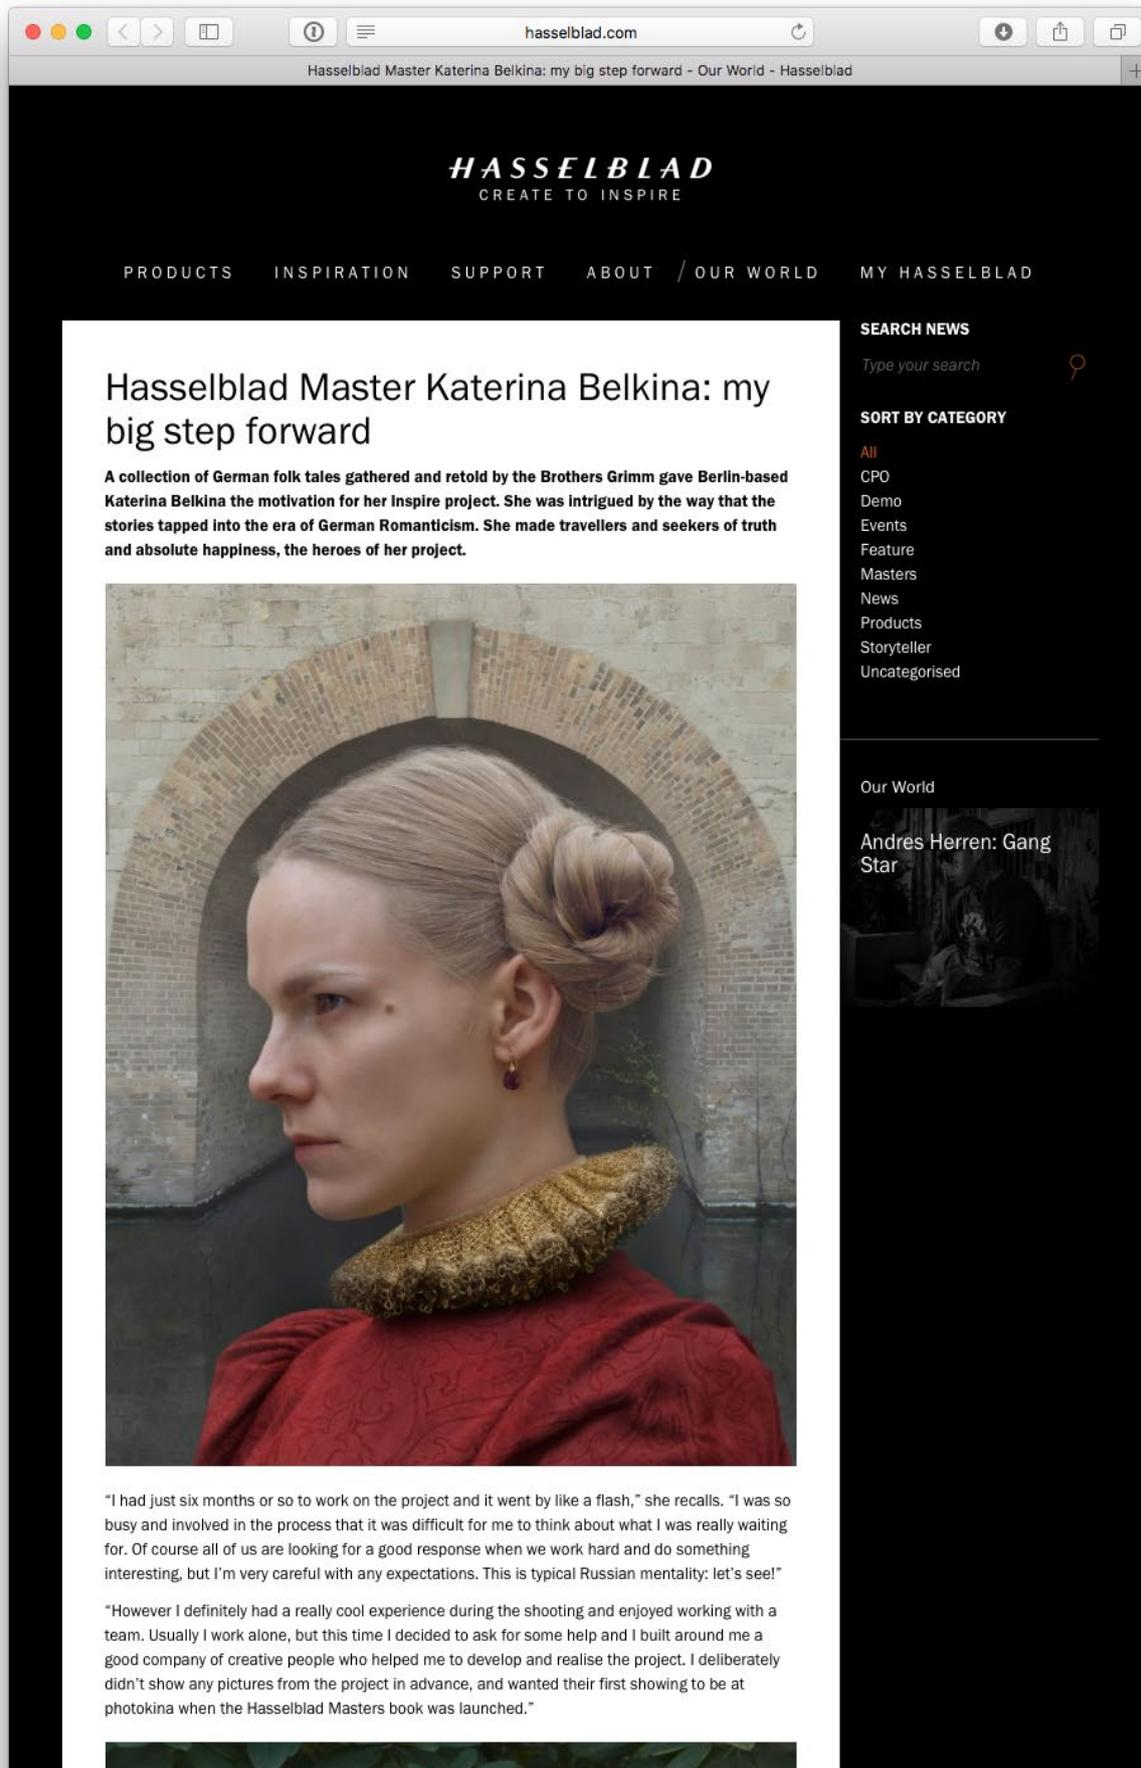 hasselblad.com
Hasselblad Master Katerina Belkina: my big step forward - Our World - Hasselblad
HASSELBLAD
CREATE TO INSPIRE
PRODUCTS INSPIRATION SUPPORT ABOUT / OUR WORLD MY HASSELBLAD
Hasselblad Master Katerina Belkina: my
big step forward
A collection of German folk tales gathered and retold by the Brothers Grimm gave Berlin-based
Katerina Belkina the motivation for her Inspire project. She was intrigued by the way that the
stories tapped into the era of German Romanticism. She made travellers and seekers of truth
and absolute happiness, the heroes of her project.
“I had just six months or so to work on the project and it went by like a flash,” she recalls. “I was so
busy and involved in the process that it was difficult for me to think about what I was really waiting
for. Of course all of us are looking for a good response when we work hard and do something
interesting, but I’m very careful with any expectations. This is typical Russian mentality: let’s see!”
“However I definitely had a really cool experience during the shooting and enjoyed working with a
team. Usually I work alone, but this time I decided to ask for some help and I built around me a
good company of creative people who helped me to develop and realise the project. I deliberately
didn’t show any pictures from the project in advance, and wanted their first showing to be at
photokina when the Hasselblad Masters book was launched.”
SEARCH NEWS
Type your search
SORT BY CATEGORY
All
CPO
Demo
Events
Feature
Masters
News
Products
Storyteller
Uncategorised
Our World
Andres Herren: Gang
Star